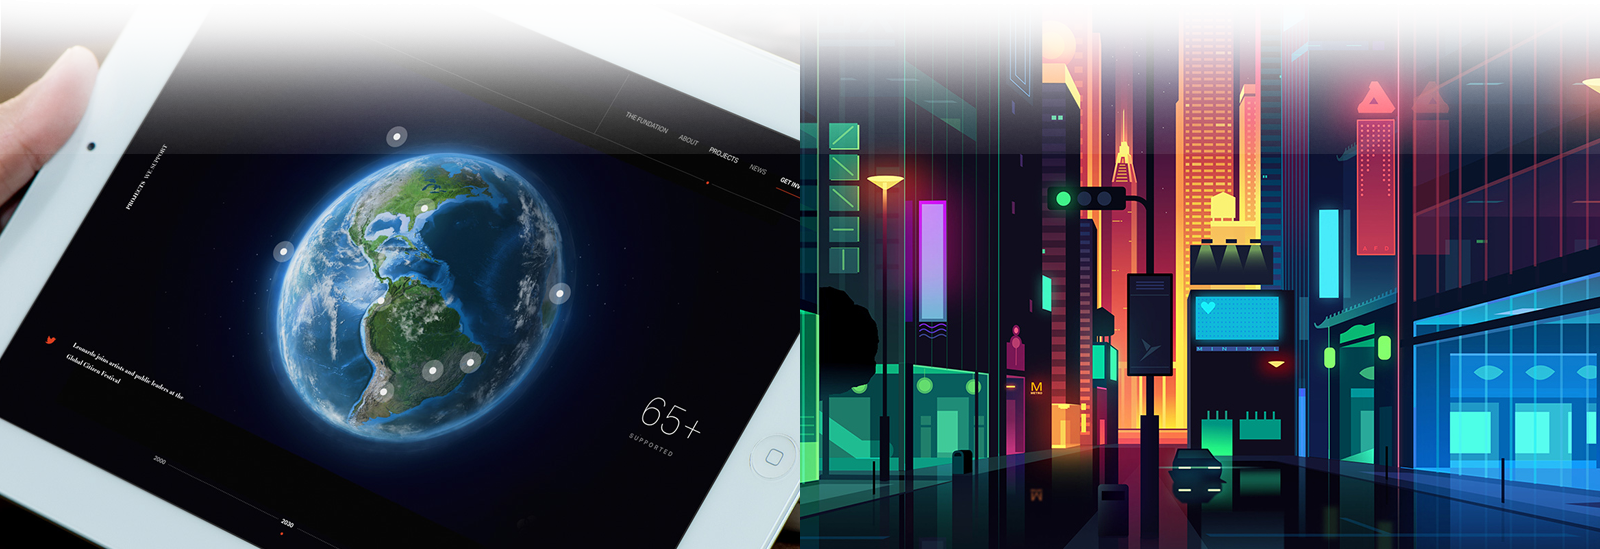 THE FUNDATION
ABOUT
PROJECTS
NEWS
GET INV
PROJECTS WE SUPPORT
Leonardo joins artists and public leaders at the
Global Citizen Festival
65+
SUPPORTED
2000
2030
M
METRO
MINIMAL